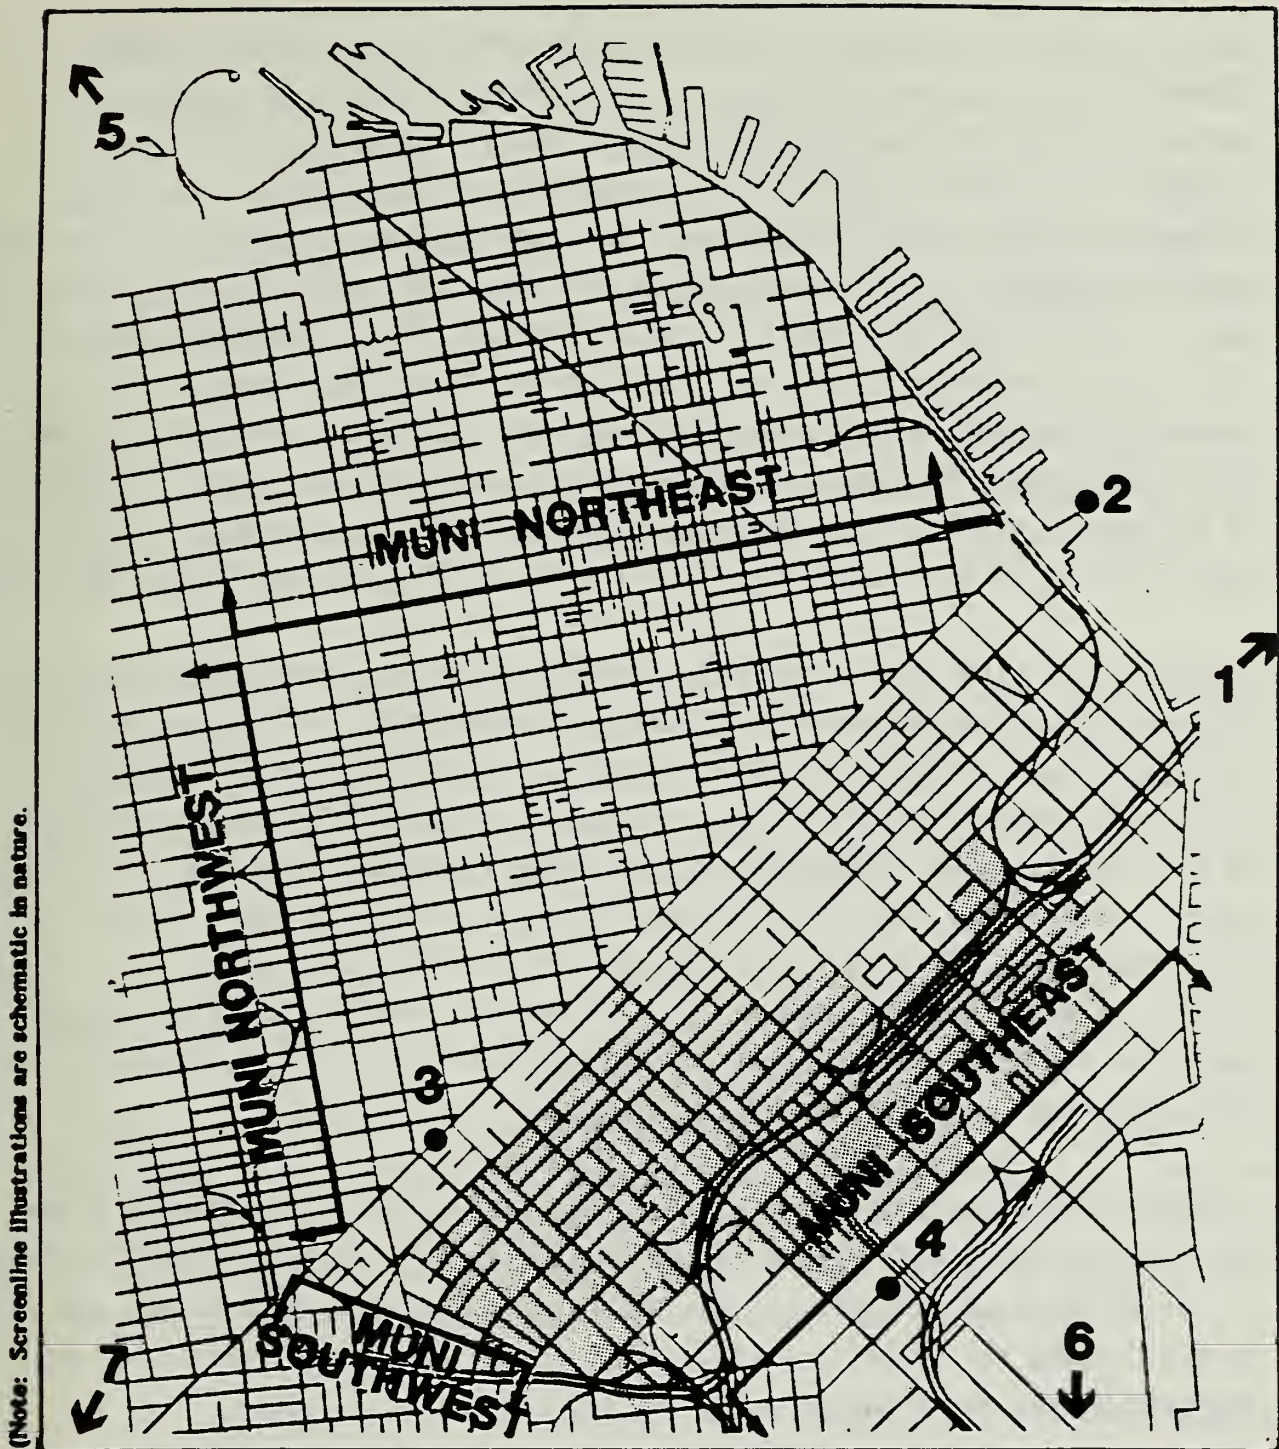 5
MUNI NORTHEAST
2
1
MUNI NORTHWEST
3
MUNI SOUTHEAST
4
MUNI
SOUTHWEST
6
7
(Note: Screenline illustrations are schematic in nature.